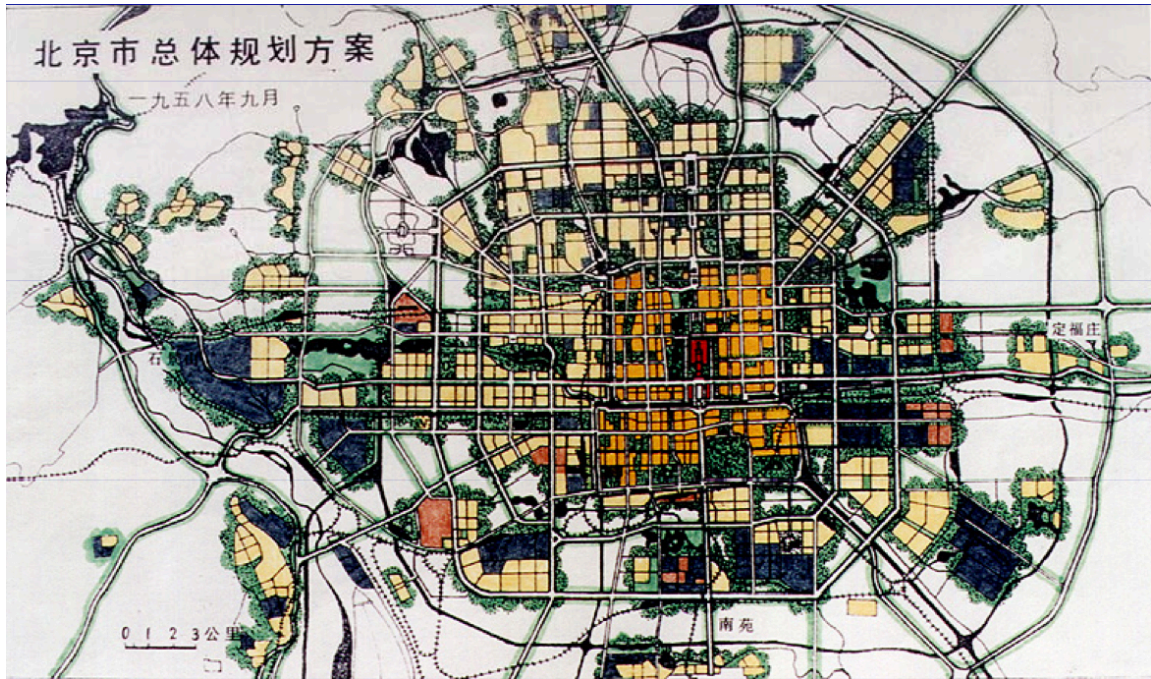 北京市总体规划方案
一九五八年九月
定福庄
石
南苑
0 1 2 3公里